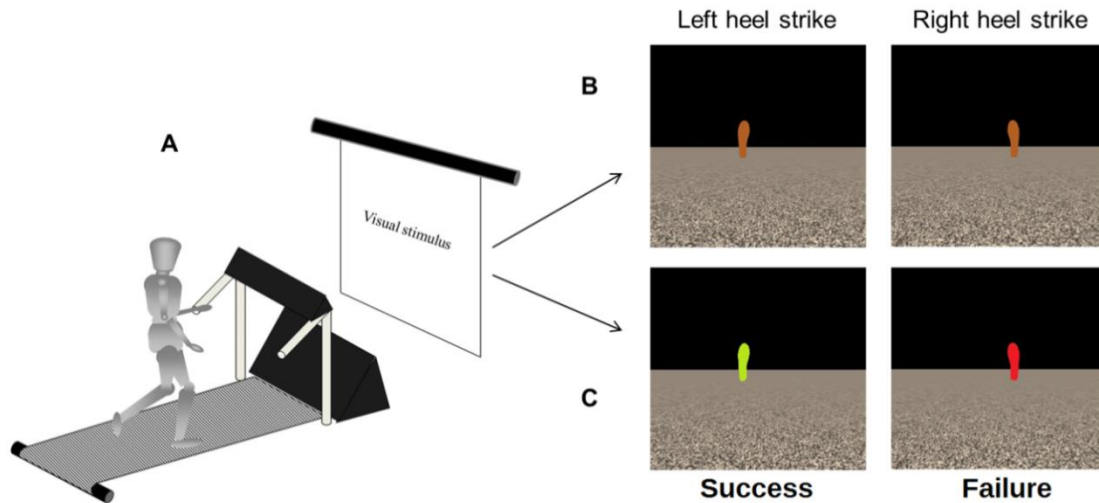 Left heel strike
Right heel strike
B
A
Visual stimulus
C
Success
Failure